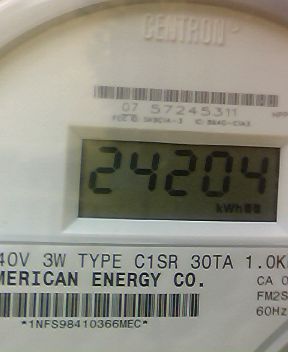 CENTRON
07 57245311
24204
kWh
40V 3W TYPE C1SR 30TA 1.0K
MERICAN ENERGY CO.
CA 0
FM2S
60Hz
*1NFS98410366MEC*